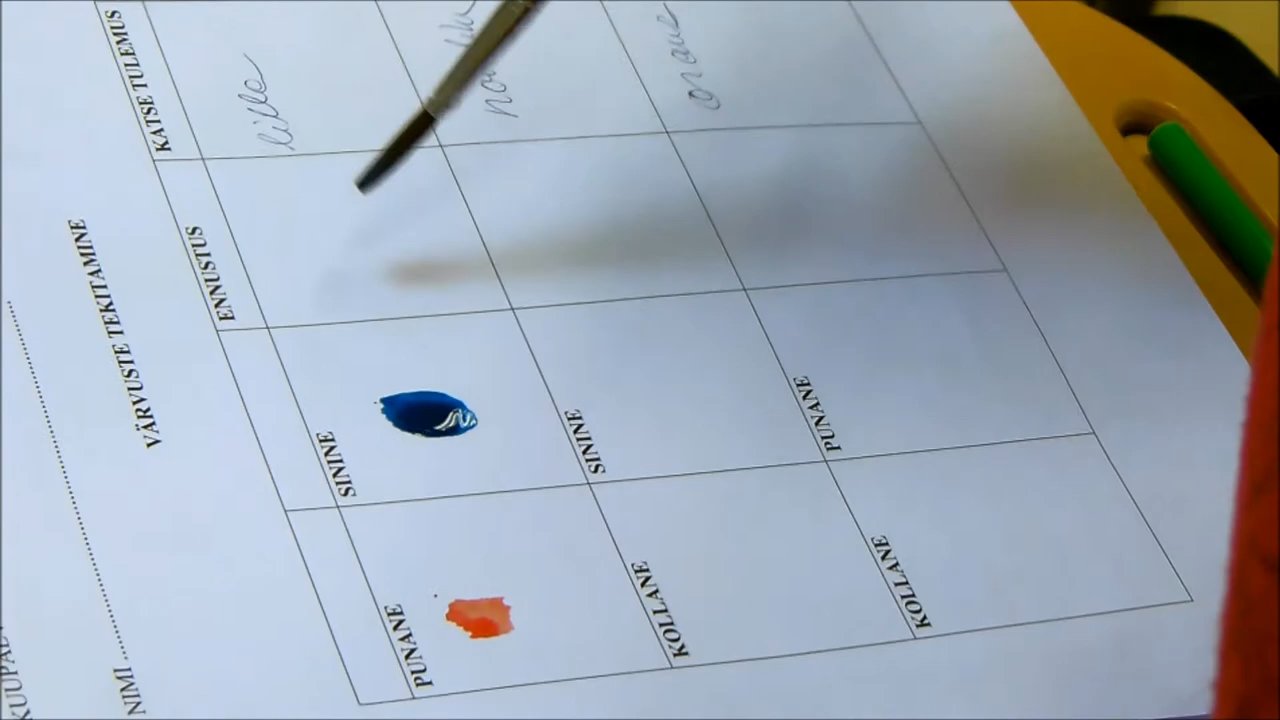 NIMI
VÄRVUSTE TEKITAMINE
ENNUSTUS KATSE TULEMUS
PUNANE SININE lilla
KOLLANE SININE
KOLLANE PUNANE